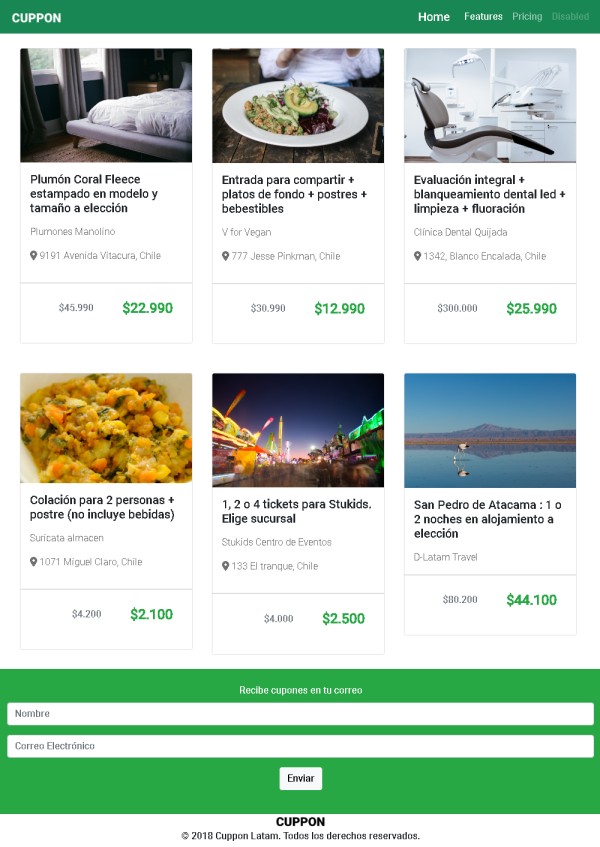 CUPPON
Home Features Pricing Disabled
Plumón Coral Fleece
estampado en modelo y
tamaño a elección
Plumones Manolino
9191 Avenida Vitacura, Chile
$45.990 $22.990
Entrada para compartir +
platos de fondo + postres +
bebestibles
V for Vegan
777 Jesse Pinkman, Chile
$30.990 $12.990
Evaluación integral +
blanqueamiento dental led +
limpieza + fluoración
Clínica Dental Quijada
1342, Blanco Encalada, Chile
$300.000 $25.990
Colación para 2 personas +
postre (no incluye bebidas)
Suricata almacen
1071 Miguel Claro, Chile
$4.200 $2.100
1, 2 o 4 tickets para Stukids.
Elige sucursal
Stukids Centro de Eventos
133 El tranque, Chile
$4.000 $2.500
San Pedro de Atacama : 1 o
2 noches en alojamiento a
elección
D-Latam Travel
$80.200 $44.100
Recibe cupones en tu correo
Nombre
Correo Electrónico
Enviar
CUPPON
© 2018 Cuppon Latam. Todos los derechos reservados.